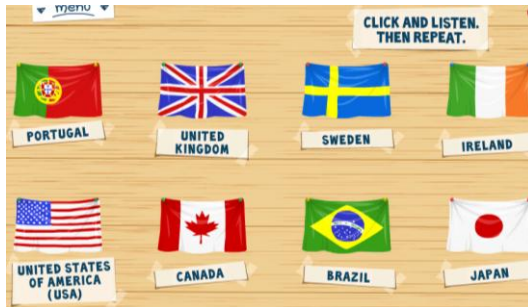 menu
CLICK AND LISTEN.
THEN REPEAT.
PORTUGAL
UNITED
KINGDOM
SWEDEN
IRELAND
UNITED STATES
OF AMERICA
(USA)
CANADA
BRAZIL
JAPAN